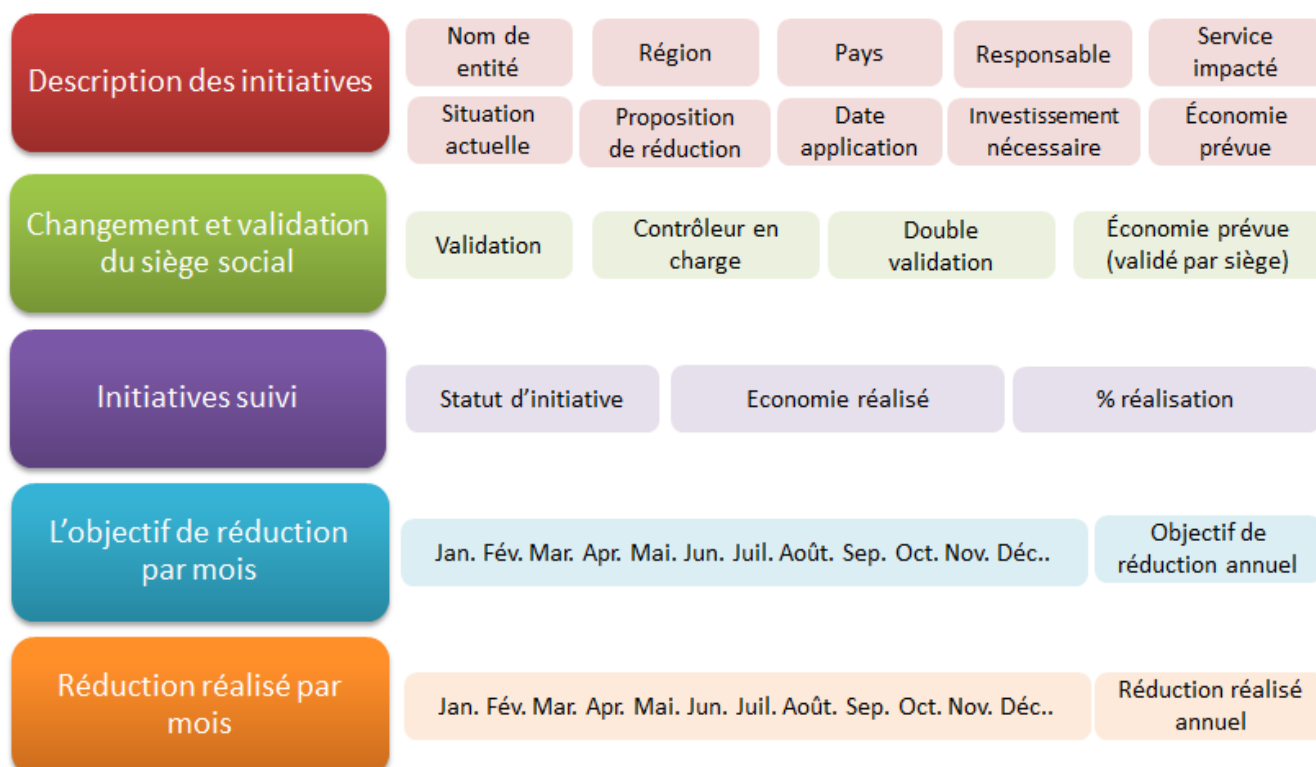 Description des initiatives
Nom de
entité
Région
Pays
Responsable
Service
impacté
Situation
actuelle
Proposition
de réduction
Date
application
Investissement
nécessaire
Économie
prévue
Changement et validation
du siège social
Validation
Contrôleur en
charge
Double
validation
Économie prévue
(validé par siège)
Initiatives suivi
Statut d’initiative
Economie réalisé
% réalisation
L’objectif de réduction
par mois
Jan. Fév. Mar. Apr. Mai. Jun. Juil. Août. Sep. Oct. Nov. Déc..
Objectif de
réduction annuel
Réduction réalisé par
mois
Jan. Fév. Mar. Apr. Mai. Jun. Juil. Août. Sep. Oct. Nov. Déc..
Réduction réalisé
annuel